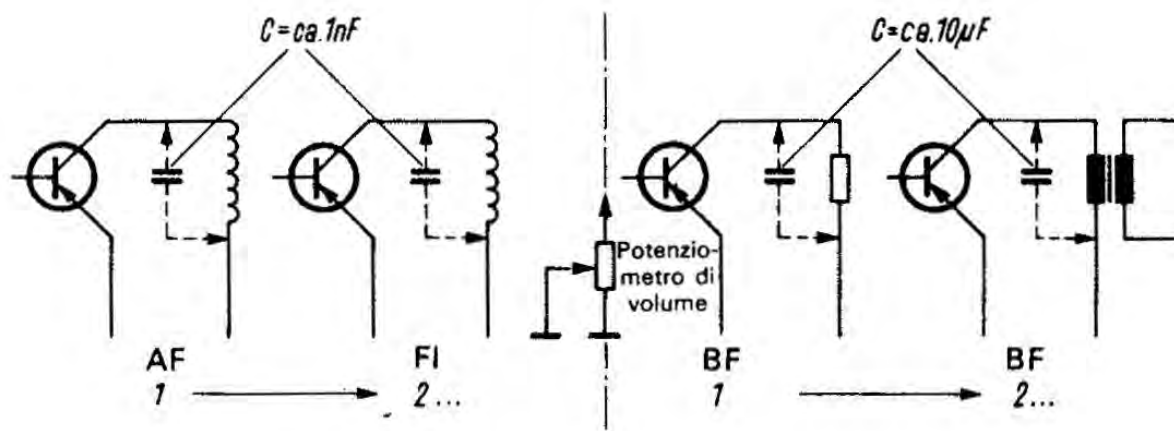 C=ca.1nF
C=ca.10µF
Potenzio-
metro di
volume
AF
FI
BF
BF
1
2...
1
2...